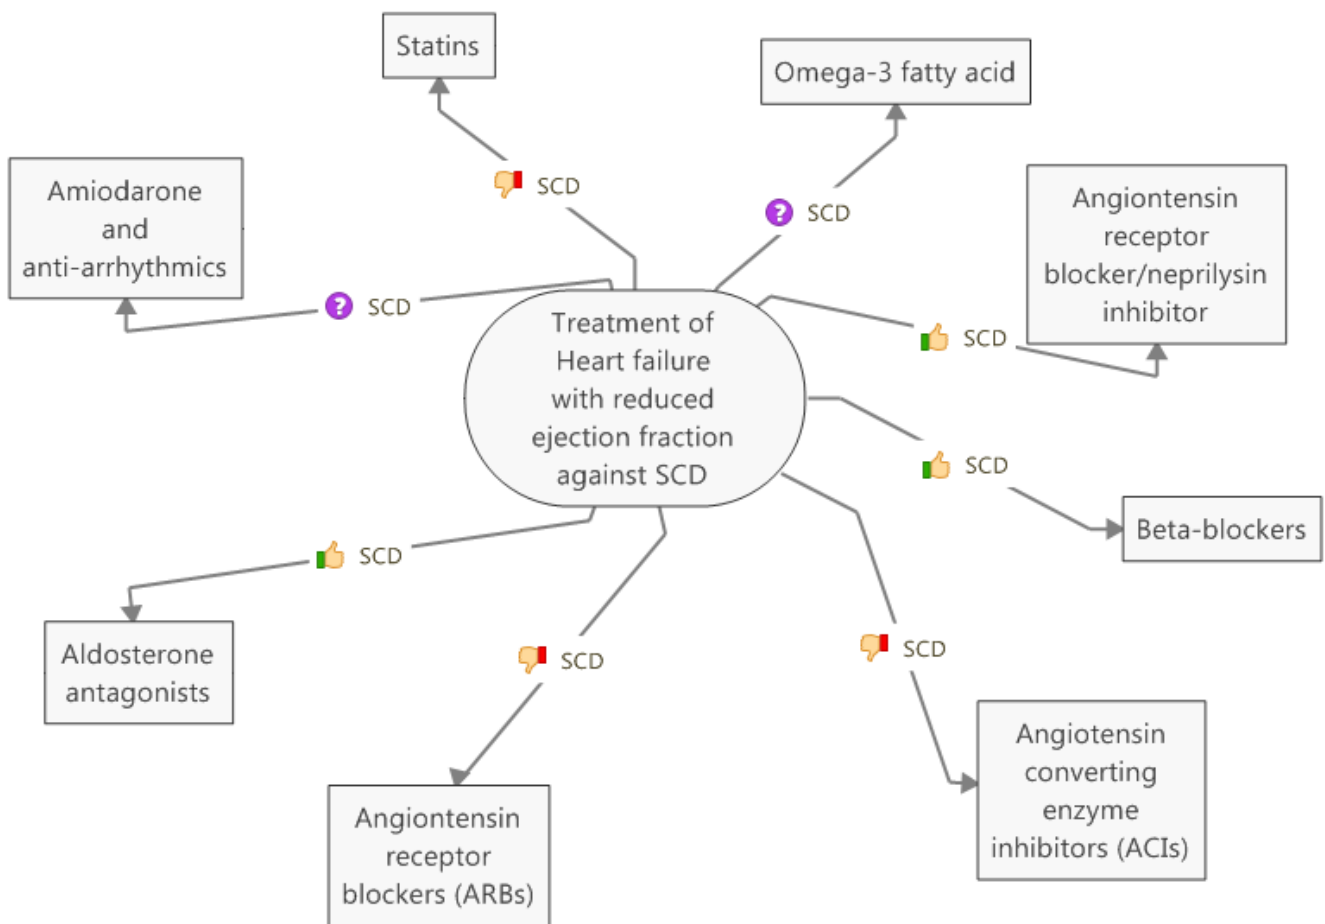 Statins
Omega-3 fatty acid
Amiodarone
and
anti-arrhythmics
Angiontensin
receptor
blocker/neprilysin
inhibitor
SCD
SCD
SCD
SCD
Treatment of
Heart failure
with reduced
ejection fraction
against SCD
SCD
Beta-blockers
SCD
SCD
SCD
Aldosterone
antagonists
Angiontensin
receptor
blockers (ARBs)
Angiotensin
converting
enzyme
inhibitors (ACIs)